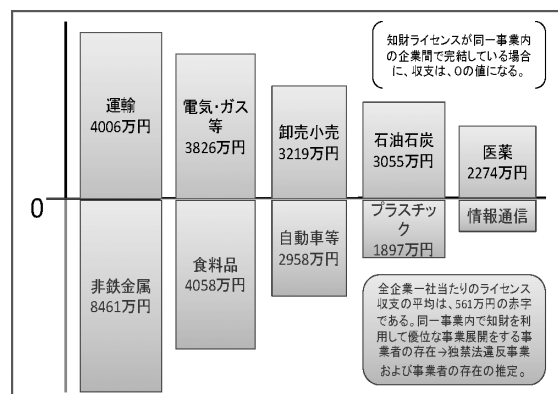 知財ライセンスが同一事業内
の企業間で完結している場合
に、収支は、0の値になる。
運輸
4006万円
電気・ガス
等
3826万円
卸売小売
3219万円
石油石炭
3055万円
医薬
2274万円
0
非鉄金属
8461万円
食料品
4058万円
自動車等
2958万円
プラスチッ
ク
1897万円
情報通信
全企業一社当たりのライセンス
収支の平均は、561万円の赤字
である。同一事業内で知財を利
用して優位な事業展開をする事
業者の存在→独禁法違反事業
および事業者の存在の推定。